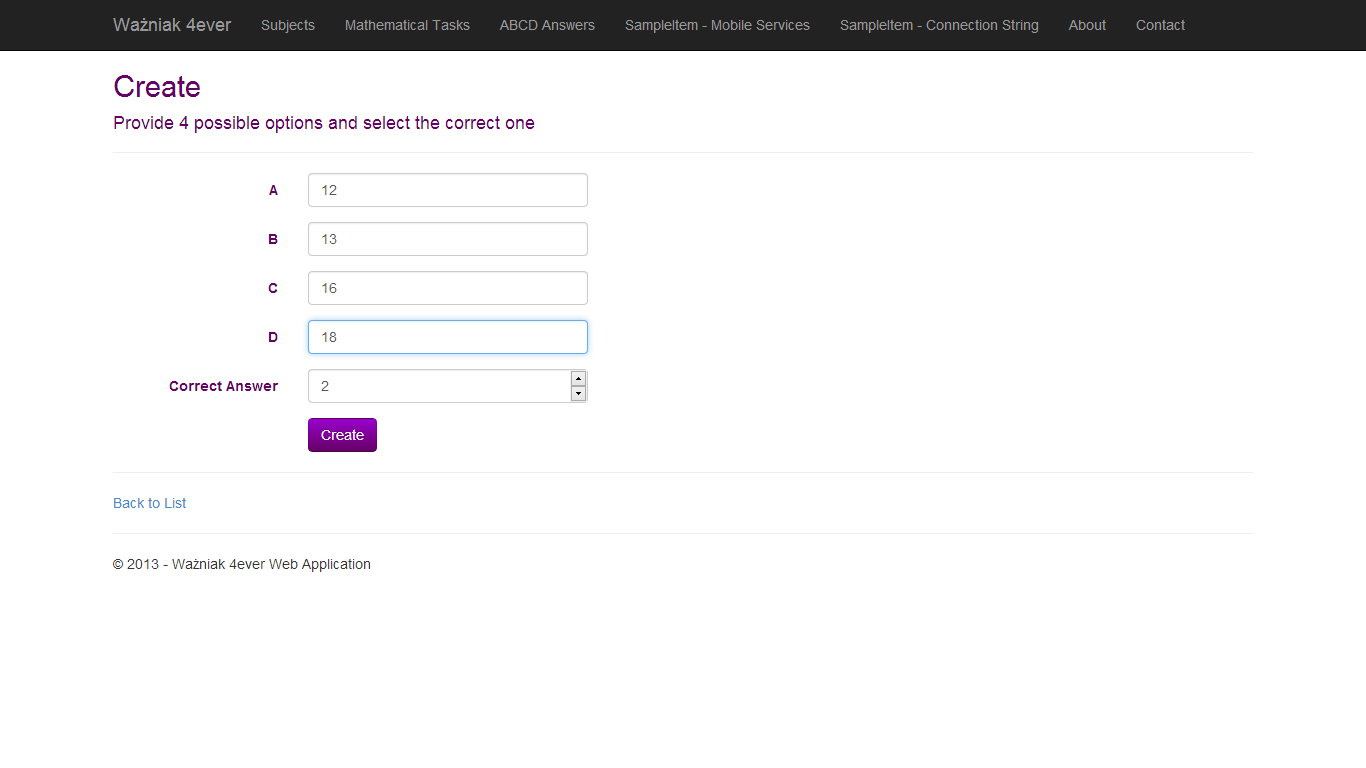 Ważniak 4ever Subjects Mathematical Tasks ABCD Answers SampleItem - Mobile Services SampleItem - Connection String About Contact
Create
Provide 4 possible options and select the correct one
A 12
B 13
C 16
D 18
Correct Answer 2
Create
Back to List
© 2013 - Ważniak 4ever Web Application